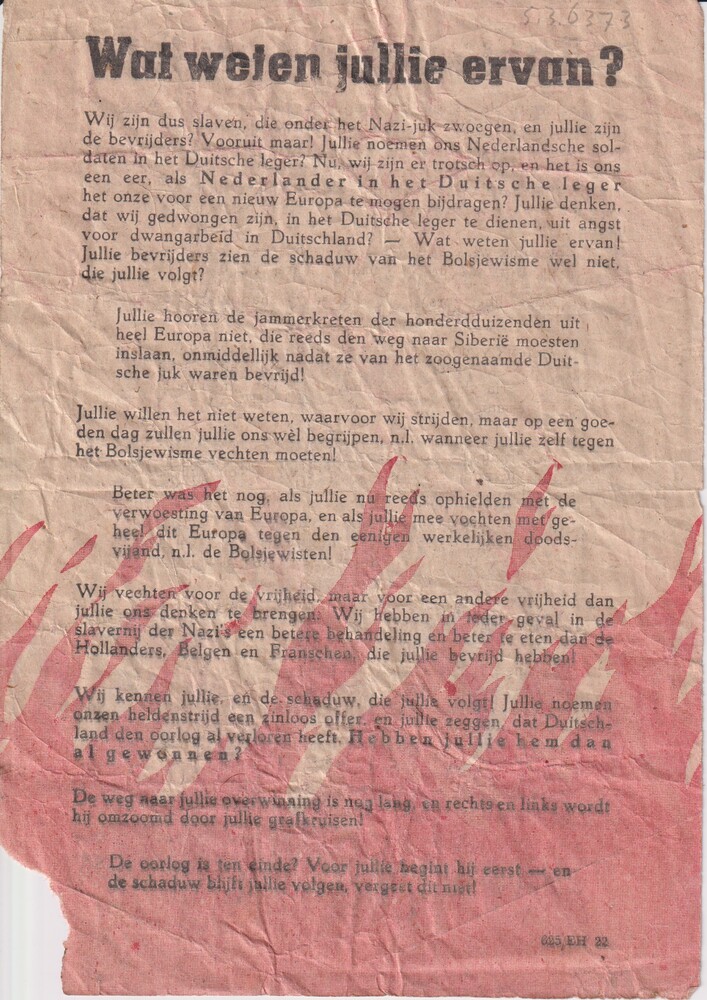 5.3.6373
Wat weten jullie ervan?
Wij zijn dus slaven, die onder het Nazi-juk zwoegen, en jullie zijn
de bevrijders? Vooruit maar! Jullie noemen ons Nederlandsche sol-
daten in het Duitsche leger? Nu, wij zijn er trotsch op, en het is ons
een eer, als Nederlander in het Duitsche leger
het onze voor een nieuw Europa te mogen bijdragen? Jullie denken,
dat wij gedwongen zijn, in het Duitsche leger te dienen, uit angst
voor dwangarbeid in Duitschland? — Wat weten jullie ervan!
Jullie bevrijders zien de schaduw van het Bolsjewisme wel niet,
die jullie volgt?
Jullie hooren de jammerkreten der honderdduizenden uit
heel Europa niet, die reeds den weg naar Siberië moesten
inslaan, onmiddellijk nadat ze van het zoogenaamde Duit-
sche juk waren bevrijd!
Jullie willen het niet weten, waarvoor wij strijden, maar op een goe-
den dag zullen jullie ons wèl begrijpen, n.l. wanneer jullie zelf tegen
het Bolsjewisme vechten moeten!
Beter was het nog, als jullie nu reeds ophielden met de
verwoesting van Europa, en als jullie mee vochten met ge-
heel dit Europa tegen den eenigen werkelijken doods-
vijand, n.l. de Bolsjewisten!
Wij vechten voor de vrijheid, maar voor een andere vrijheid dan
jullie ons denken te brengen. Wij hebben in ieder geval in de
slavernij der Nazi's een betere behandeling en beter te eten dan de
Hollanders, Belgen en Franschen, die jullie bevrijd hebben!
Wij kennen jullie, en de schaduw, die jullie volgt! Jullie noemen
onzen heldenstrijd een zinloos offer, en jullie zeggen, dat Duitsch-
land den oorlog al verloren heeft. Hebben jullie hem dan
al gewonnen?
De weg naar jullie overwinning is nog lang, en rechts en links wordt
hij omzoomd door jullie grafkruisen!
De oorlog is ten einde? Voor jullie begint hij eerst — en
de schaduw blijft jullie volgen, vergeet dit niet!
625/EH 22